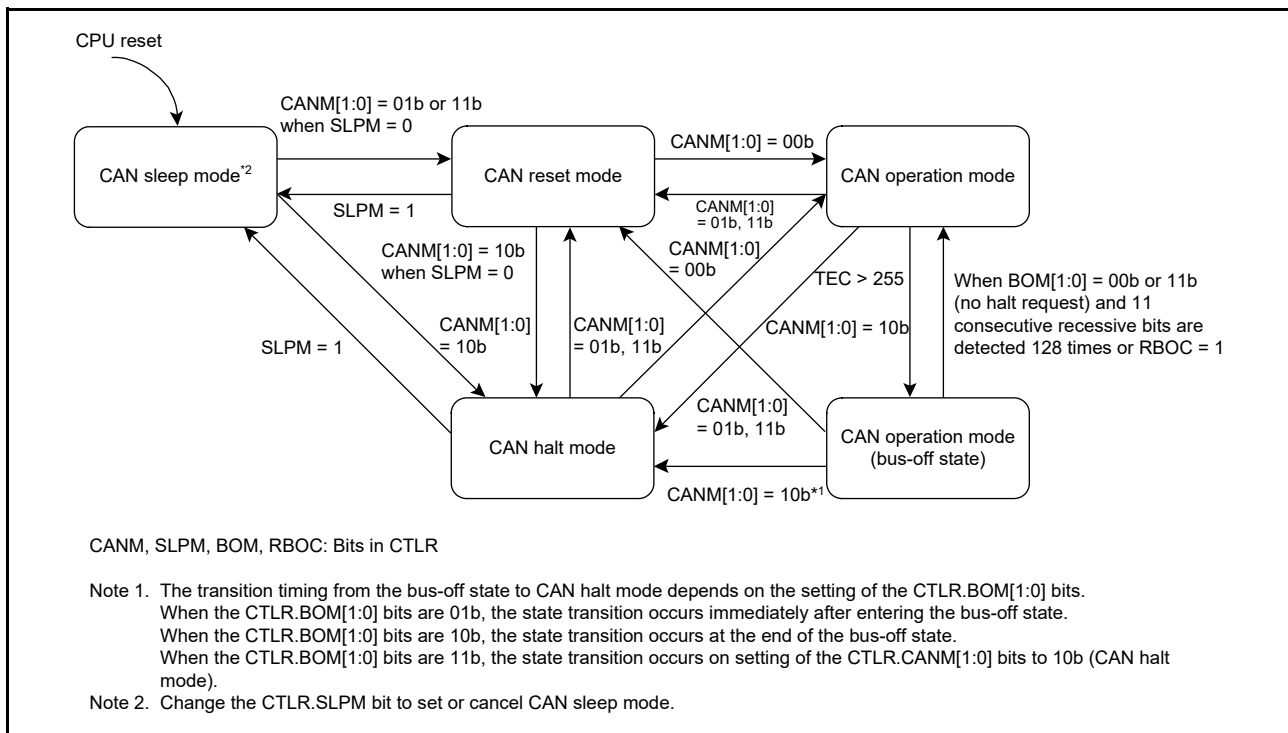 CPU reset
CANM[1:0] = 01b or 11b
when SLPM = 0
CANM[1:0] = 00b
CAN sleep mode*2
CAN reset mode
CAN operation mode
SLPM = 1
CANM[1:0]
= 01b, 11b
CANM[1:0] = 10b
when SLPM = 0
CANM[1:0]
= 00b
TEC > 255
When BOM[1:0] = 00b or 11b
(no halt request) and 11
consecutive recessive bits are
detected 128 times or RBOC = 1
SLPM = 1
CANM[1:0]
= 10b
CANM[1:0]
= 01b, 11b
CANM[1:0] = 10b
CANM[1:0]
= 01b, 11b
CAN halt mode
CAN operation mode
(bus-off state)
CANM[1:0] = 10b*1
CANM, SLPM, BOM, RBOC: Bits in CTLR
Note 1. The transition timing from the bus-off state to CAN halt mode depends on the setting of the CTLR.BOM[1:0] bits.
When the CTLR.BOM[1:0] bits are 01b, the state transition occurs immediately after entering the bus-off state.
When the CTLR.BOM[1:0] bits are 10b, the state transition occurs at the end of the bus-off state.
When the CTLR.BOM[1:0] bits are 11b, the state transition occurs on setting of the CTLR.CANM[1:0] bits to 10b (CAN halt
mode).
Note 2. Change the CTLR.SLPM bit to set or cancel CAN sleep mode.